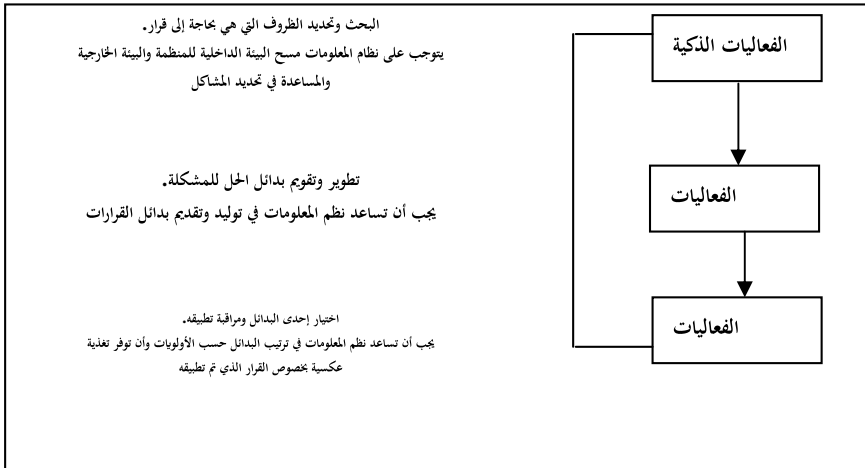 الفعاليات الذكية
البحث وتحديد الظروف التي هي بحاجة إلى قرار.
يتوجب على نظام المعلومات مسح البيئة الداخلية للمنظمة والبيئة الخارجية
والمساعدة في تحديد المشاكل
الفعاليات
تطوير وتقويم بدائل الحل للمشكلة.
يجب أن تساعد نظم المعلومات في توليد وتقديم بدائل القرارات
الفعاليات
اختيار إحدى البدائل ومراقبة تطبيقه.
يجب أن تساعد نظم المعلومات في ترتيب البدائل حسب الأولويات وأن توفر تغذية
عكسية بخصوص القرار الذي تم تطبيقه